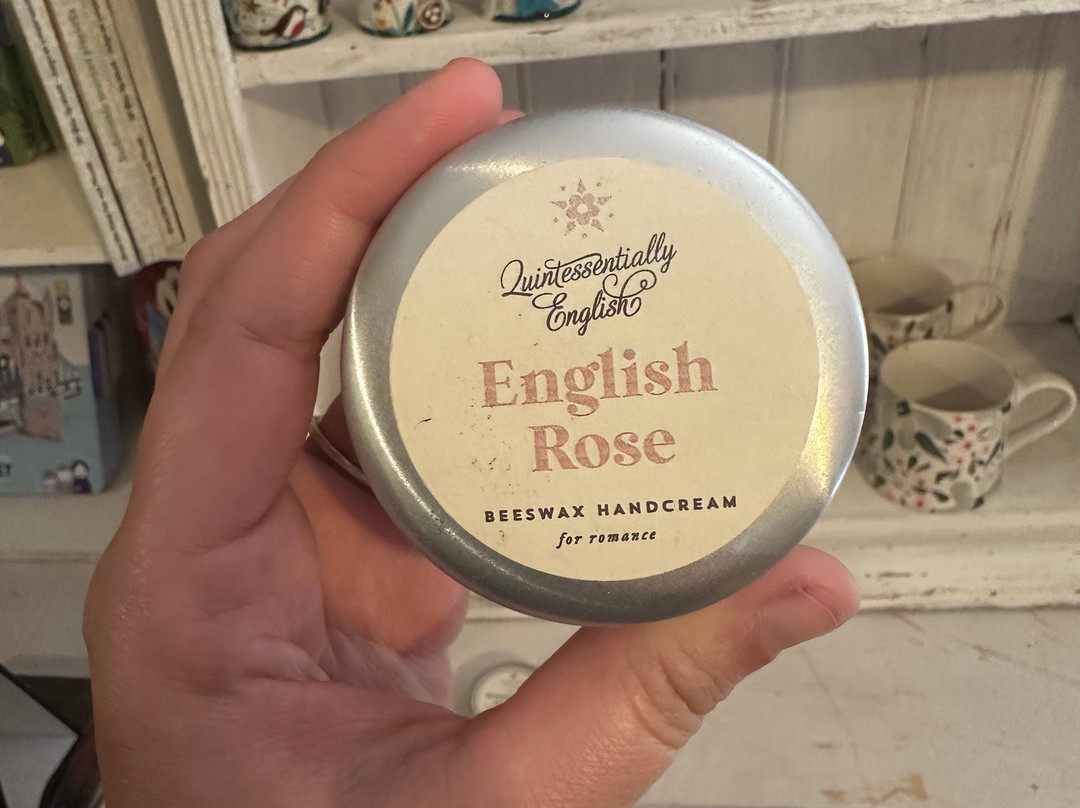 Quintessentially
English
English
Rose
BEESWAX HANDCREAM
for romance